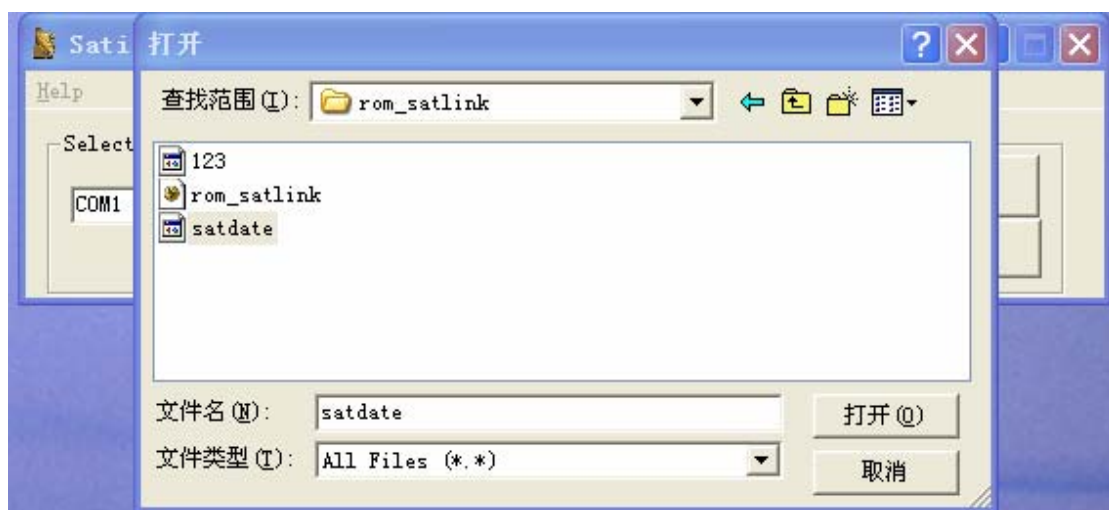 Sati
打开
Help
查找范围(I):
rom_satlink
Select
COM1
123
rom_satlink
satdate
文件名(N):
satdate
打开(O)
文件类型(T):
All Files (*.*)
取消